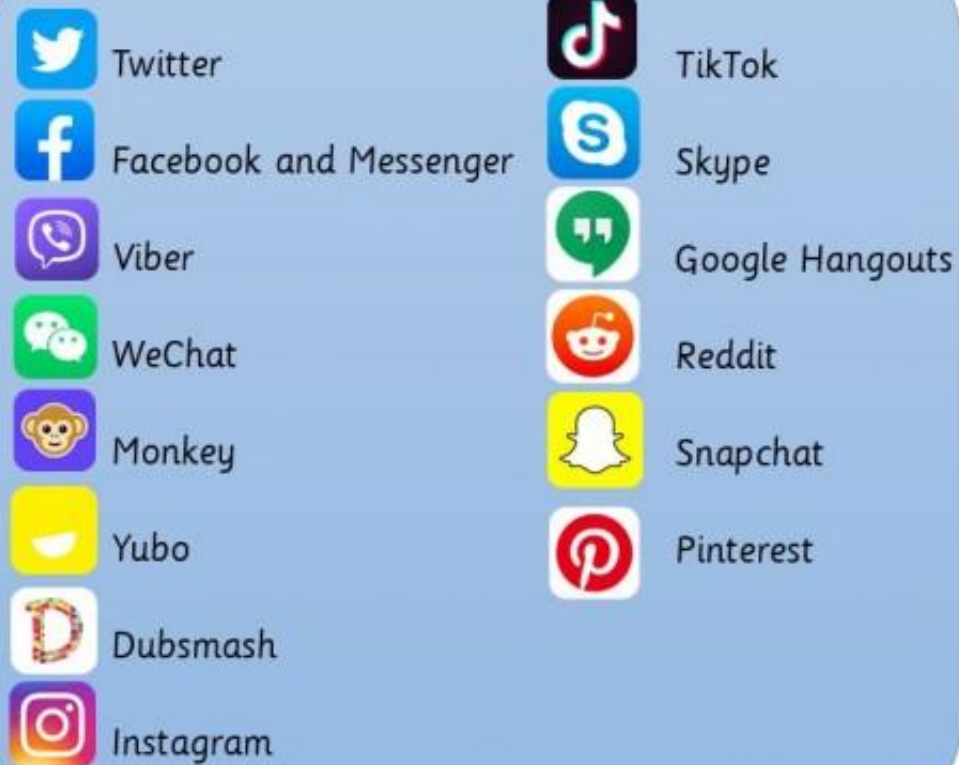 Twitter
Facebook and Messenger
Viber
WeChat
Monkey
Yubo
Dubsmash
Instagram
TikTok
Skype
Google Hangouts
Reddit
Snapchat
Pinterest